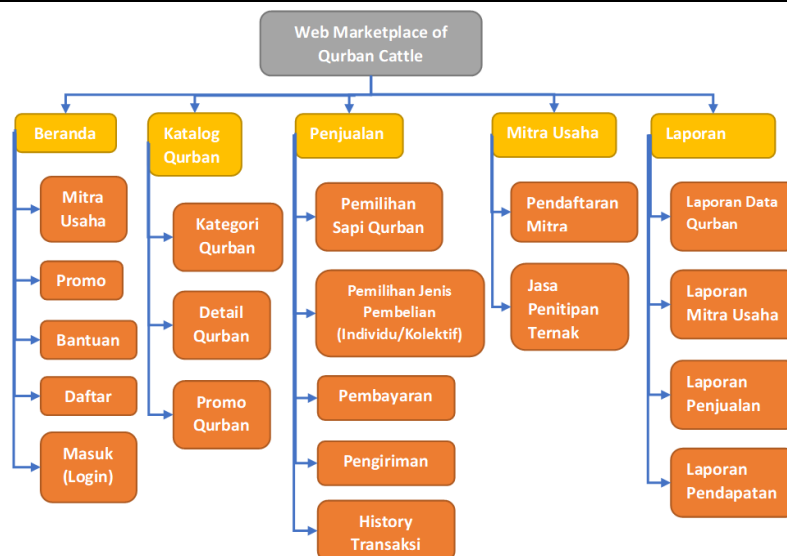 Web Marketplace of
Qurban Cattle
Beranda
Mitra
Usaha
Promo
Bantuan
Daftar
Masuk
(Login)
Katalog
Qurban
Kategori
Qurban
Detail
Qurban
Promo
Qurban
Penjualan
Pemilihan
Sapi Qurban
Pemilihan Jenis
Pembelian
(Individu/Kolektif)
Pembayaran
Pengiriman
History
Transaksi
Mitra Usaha
Pendaftaran
Mitra
Jasa
Penitipan
Ternak
Laporan
Laporan Data
Qurban
Laporan
Mitra Usaha
Laporan
Penjualan
Laporan
Pendapatan